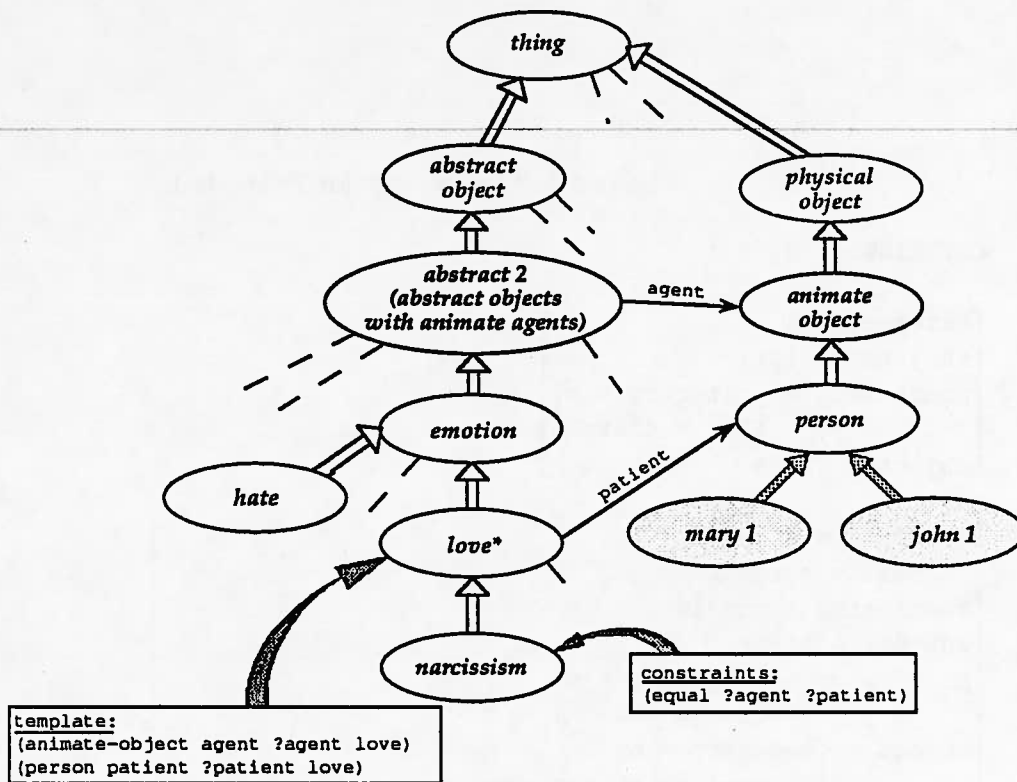 thing
abstract
object
physical
object
abstract 2
(abstract objects
with animate agents)
agent
animate
object
emotion
person
hate
patient
love*
mary 1
john 1
narcissism
constraints:
(equal ?agent ?patient)
template:
(animate-object agent ?agent love)
(person patient ?patient love)